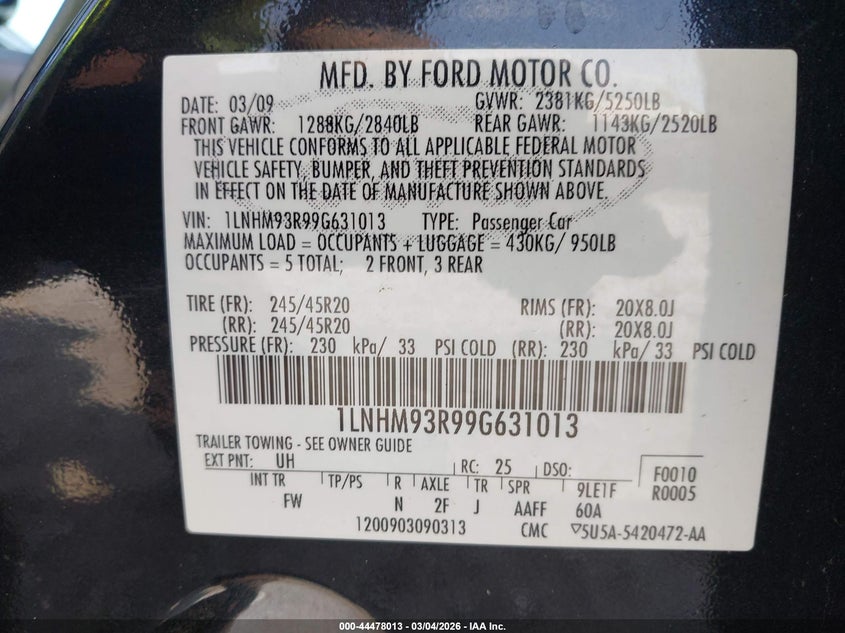 MFD. BY FORD MOTOR CO.
DATE: 03/09 GVWR: 2381KG/5250LB
FRONT GAWR: 1288KG/2840LB REAR GAWR: 1143KG/2520LB
THIS VEHICLE CONFORMS TO ALL APPLICABLE FEDERAL MOTOR
VEHICLE SAFETY, BUMPER, AND THEFT PREVENTION STANDARDS
IN EFFECT ON THE DATE OF MANUFACTURE SHOWN ABOVE.
VIN: 1LNHM93R99G631013 TYPE: Passenger Car
MAXIMUM LOAD = OCCUPANTS + LUGGAGE = 430KG/ 950LB
OCCUPANTS = 5 TOTAL; 2 FRONT, 3 REAR
TIRE (FR): 245/45R20 RIMS (FR): 20X8.0J
(RR): 245/45R20 (RR): 20X8.0J
PRESSURE (FR): 230 kPa/ 33 PSI COLD (RR): 230 kPa/ 33 PSI COLD
1LNHM93R99G631013
TRAILER TOWING - SEE OWNER GUIDE
EXT PNT: UH RC: 25 DSO: F0010
INT TR TP/PS R AXLE TR SPR 9LE1F R0005
FW N 2F J AAFF 60A
1200903090313 CMC ▽5U5A-5420472-AA
000-44478013 | 03/04/2026 - IAA Inc.